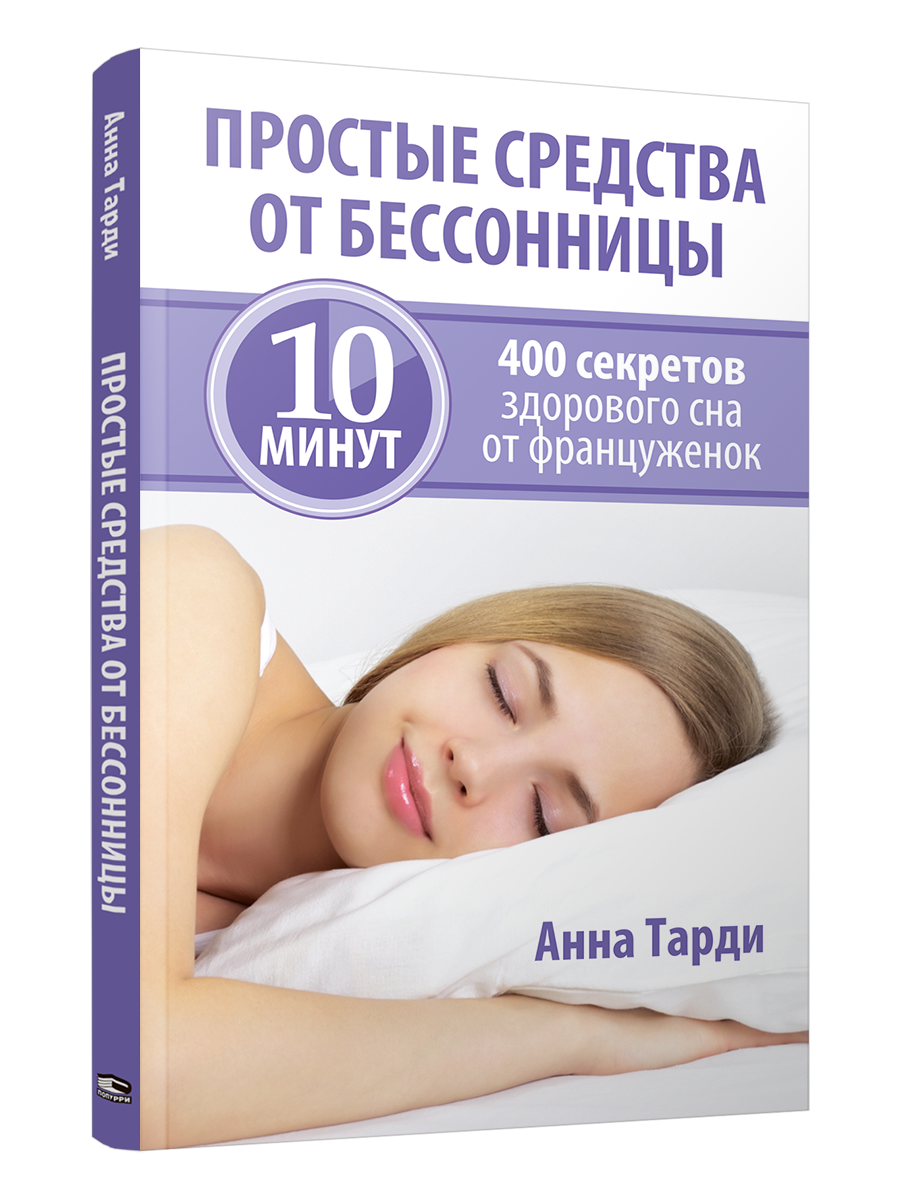 ПРОСТЫЕ СРЕДСТВА
ОТ БЕССОННИЦЫ
10
МИНУТ
400 секретов
здорового сна
от француженок
Анна Тарди
Анна Тарди
ПРОСТЫЕ СРЕДСТВА ОТ БЕССОННИЦЫ
ПОПУРРИ